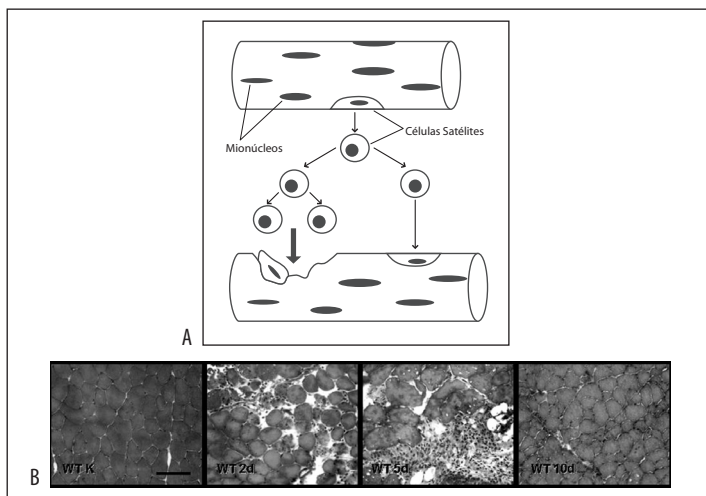 Mionúcleos
Células Satélites
A
B
WT K
WT 2d
WT 5d
WT 10d